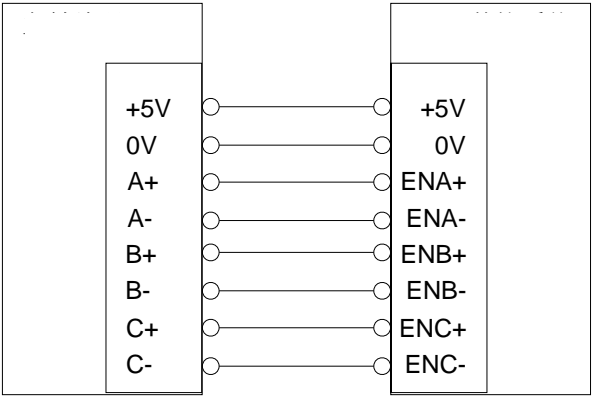 +5V +5V
0V 0V
A+ ENA+
A- ENA-
B+ ENB+
B- ENB-
C+ ENC+
C- ENC-